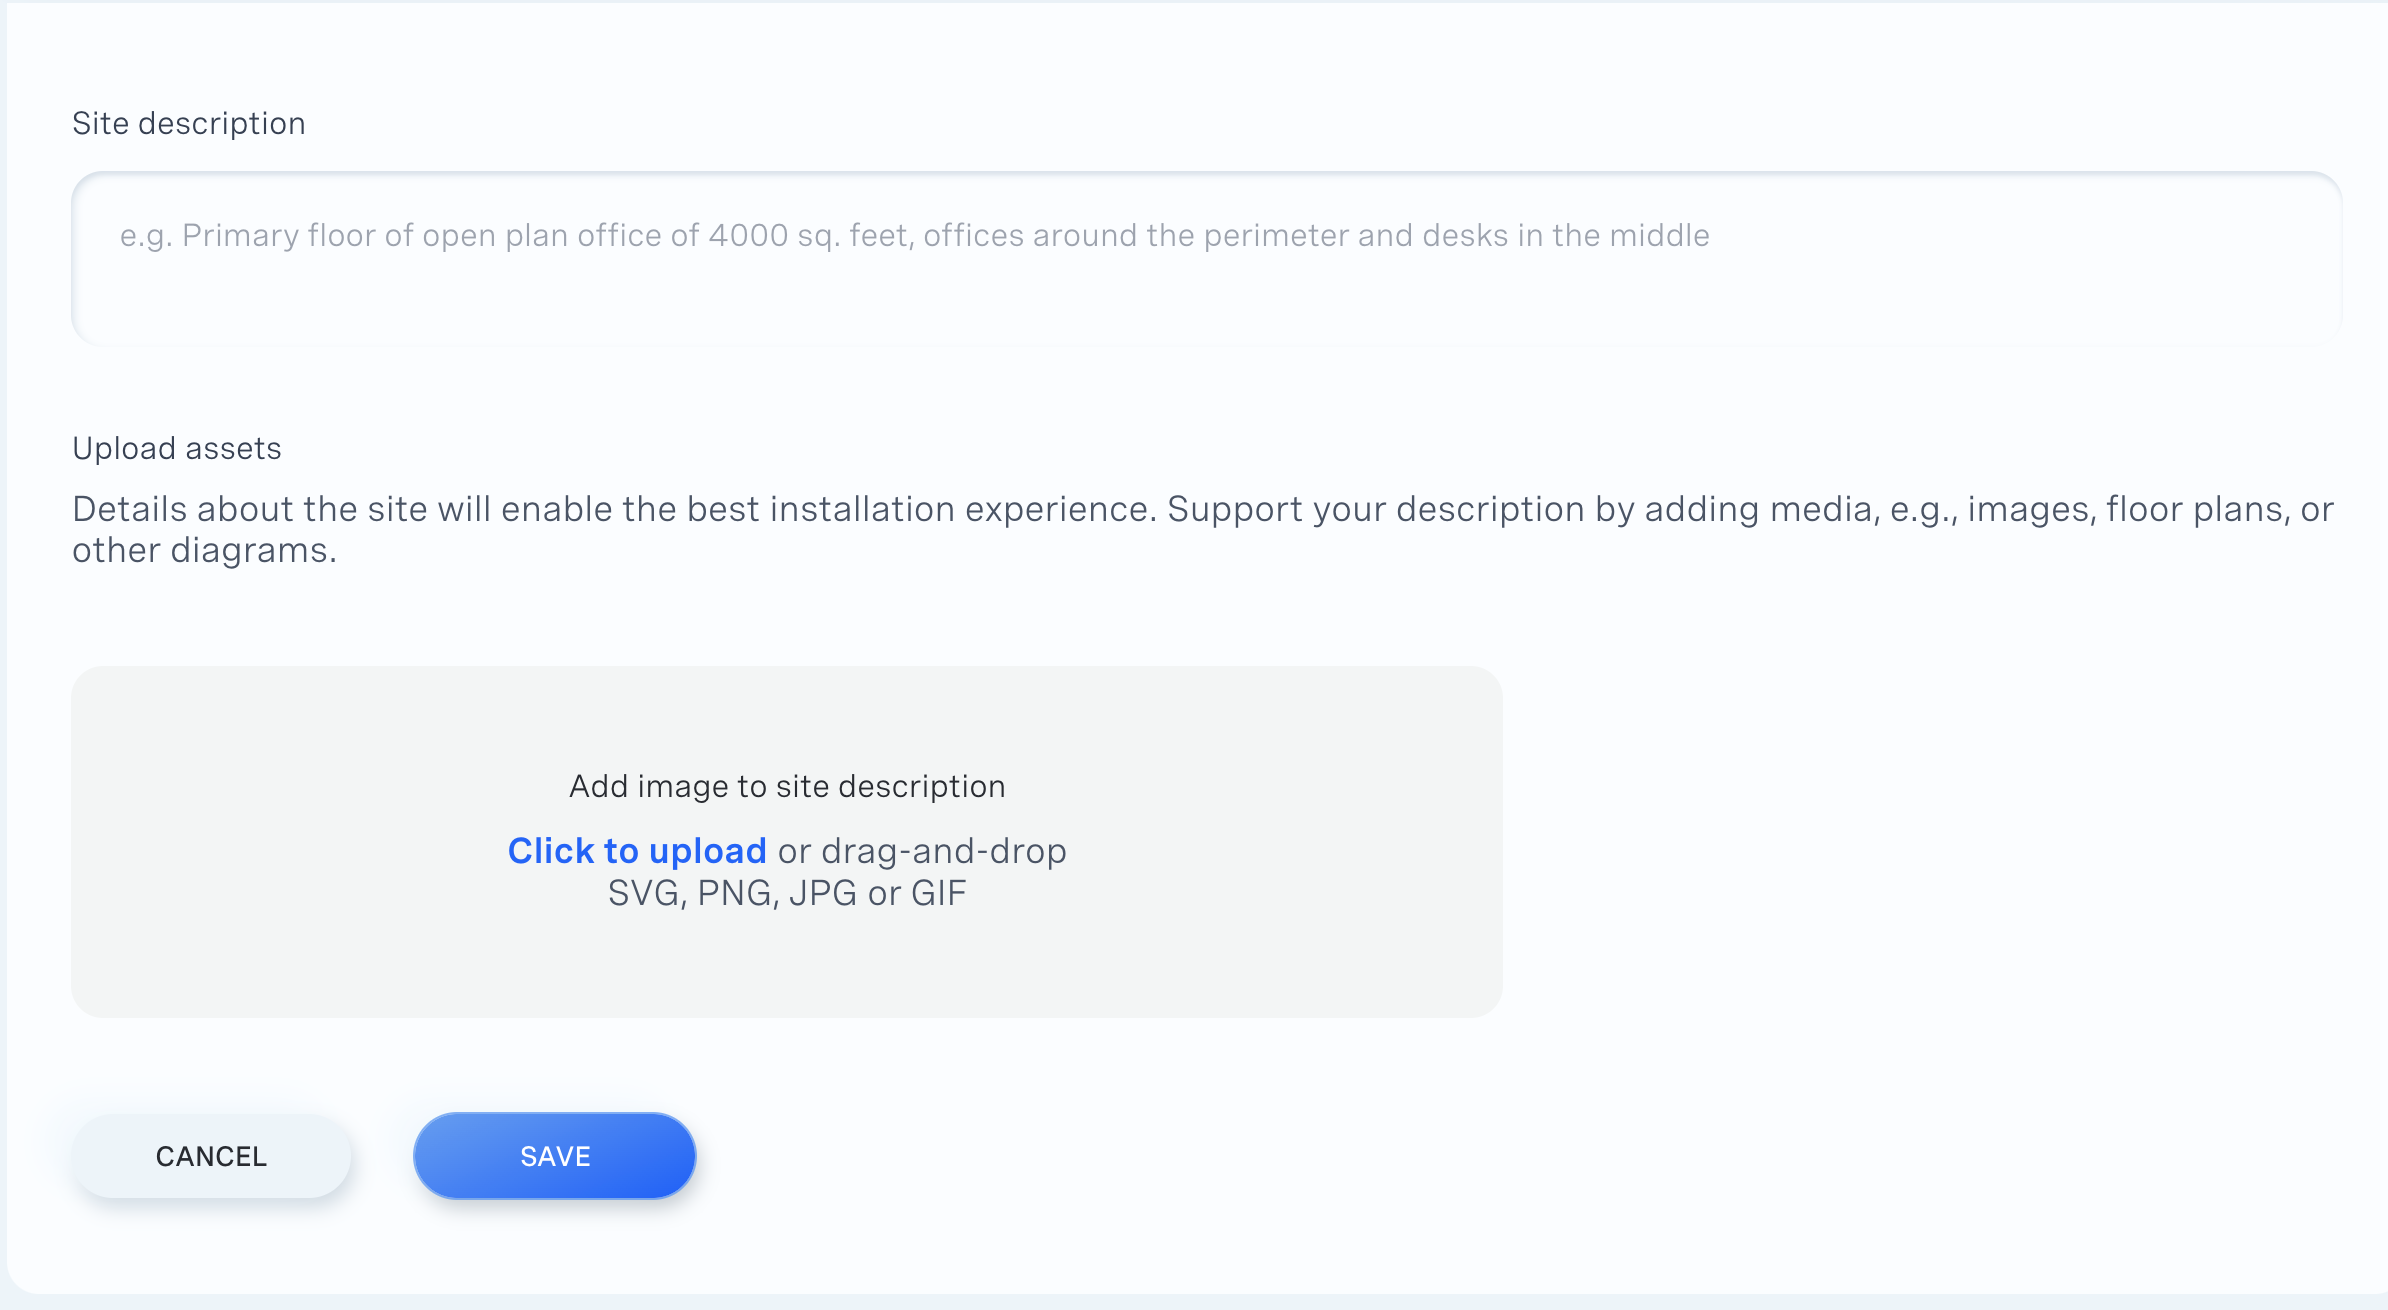 Site description
e.g. Primary floor of open plan office of 4000 sq. feet, offices around the perimeter and desks in the middle
Upload assets
Details about the site will enable the best installation experience. Support your description by adding media, e.g., images, floor plans, or
other diagrams.
Add image to site description
Click to upload or drag-and-drop
SVG, PNG, JPG or GIF
CANCEL
SAVE